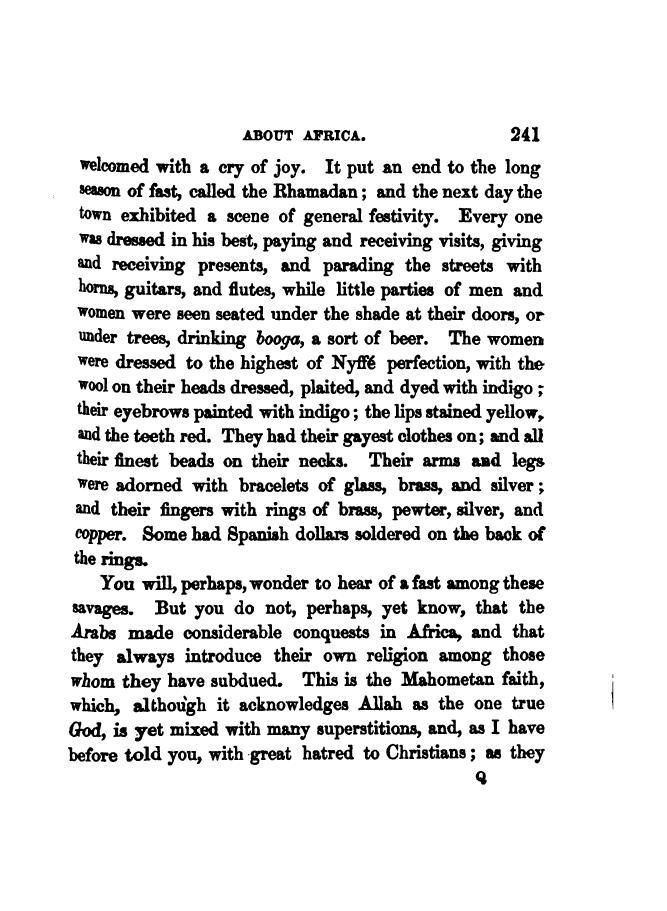 ABOUT AFRICA. 241
welcomed with a cry of joy. It put an end to the long
season of fast, called the Rhamadan; and the next day the
town exhibited a scene of general festivity. Every one
was dressed in his best, paying and receiving visits, giving
and receiving presents, and parading the streets with
horns, guitars, and flutes, while little parties of men and
women were seen seated under the shade at their doors, or
under trees, drinking booga, a sort of beer. The women
were dressed to the highest of Nyffé perfection, with the
wool on their heads dressed, plaited, and dyed with indigo;
their eyebrows painted with indigo; the lips stained yellow,
and the teeth red. They had their gayest clothes on; and all
their finest beads on their necks. Their arms and legs
were adorned with bracelets of glass, brass, and silver;
and their fingers with rings of brass, pewter, silver, and
copper. Some had Spanish dollars soldered on the back of
the rings.
You will, perhaps, wonder to hear of a fast among these
savages. But you do not, perhaps, yet know, that the
Arabs made considerable conquests in Africa, and that
they always introduce their own religion among those
whom they have subdued. This is the Mahometan faith,
which, although it acknowledges Allah as the one true
God, is yet mixed with many superstitions, and, as I have
before told you, with great hatred to Christians; as they
Q